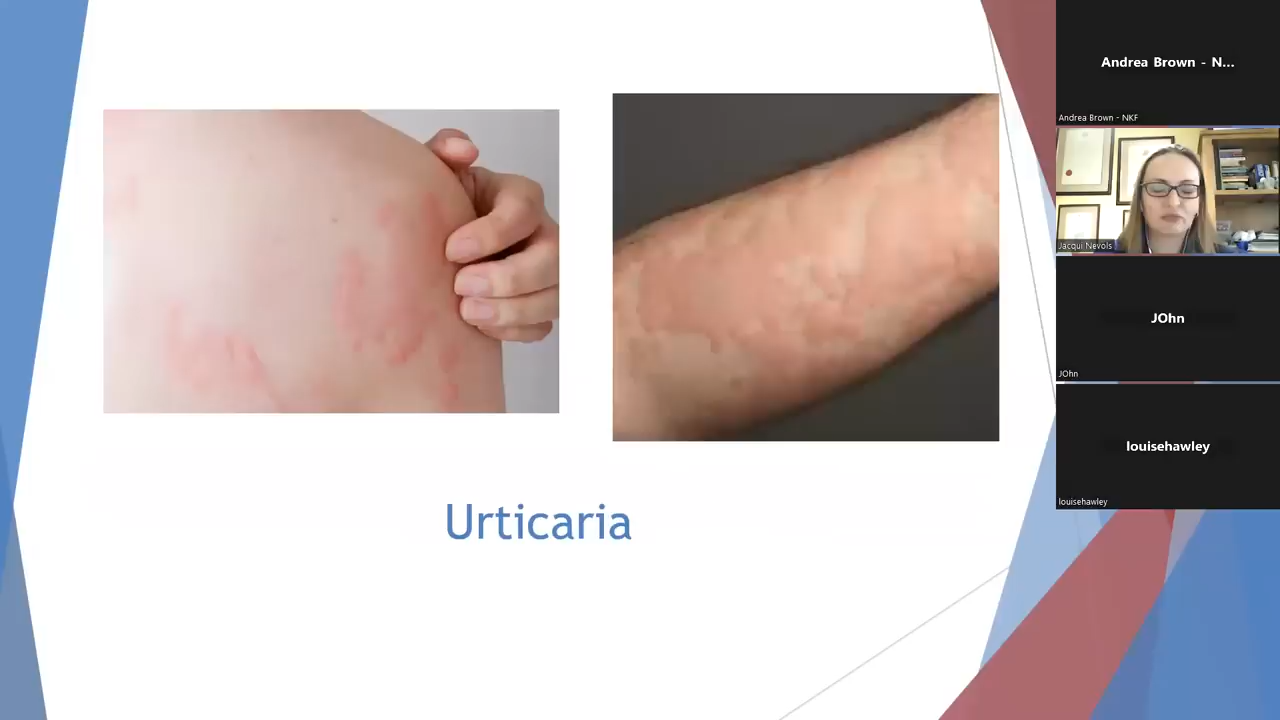 Urticaria
Andrea Brown - N...
Andrea Brown - NKF
Jacqui Nevols
JOhn
JOhn
louisehawley
louisehawley